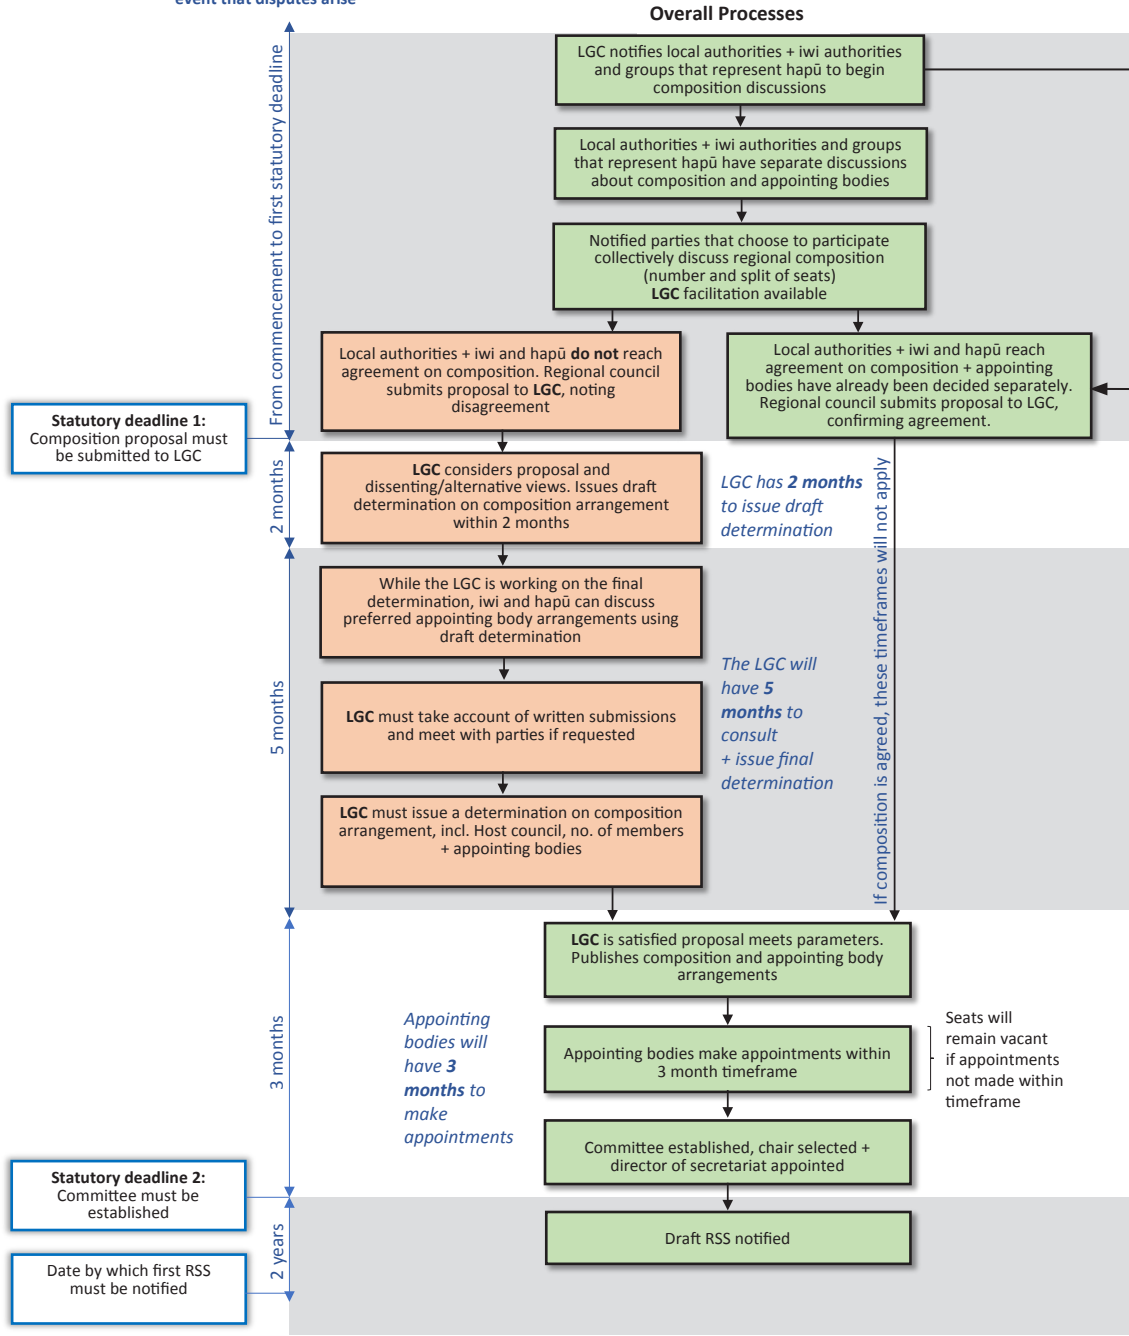 event that disputes arise
Overall Processes
From commencement to first statutory deadline
LGC notifies local authorities + iwi authorities
and groups that represent hapū to begin
composition discussions
Local authorities + iwi authorities and groups
that represent hapū have separate discussions
about composition and appointing bodies
Notified parties that choose to participate
collectively discuss regional composition
(number and split of seats)
LGC facilitation available
Local authorities + iwi and hapū do not reach
agreement on composition. Regional council
submits proposal to LGC, noting
disagreement
Local authorities + iwi and hapū reach
agreement on composition + appointing
bodies have already been decided separately.
Regional council submits proposal to LGC,
confirming agreement.
Statutory deadline 1:
Composition proposal must
be submitted to LGC
2 months
LGC considers proposal and
dissenting/alternative views. Issues draft
determination on composition arrangement
within 2 months
LGC has 2 months
to issue draft
determination
If composition is agreed, these timeframes will not apply
5 months
While the LGC is working on the final
determination, iwi and hapū can discuss
preferred appointing body arrangements using
draft determination
LGC must take account of written submissions
and meet with parties if requested
The LGC will
have 5
months to
consult
+ issue final
determination
LGC must issue a determination on composition
arrangement, incl. Host council, no. of members
+ appointing bodies
3 months
LGC is satisfied proposal meets parameters.
Publishes composition and appointing body
arrangements
Appointing
bodies will
have 3
months to
make
appointments
Appointing bodies make appointments within
3 month timeframe
Seats will
remain vacant
if appointments
not made within
timeframe
Committee established, chair selected +
director of secretariat appointed
Statutory deadline 2:
Committee must be
established
2 years
Draft RSS notified
Date by which first RSS
must be notified